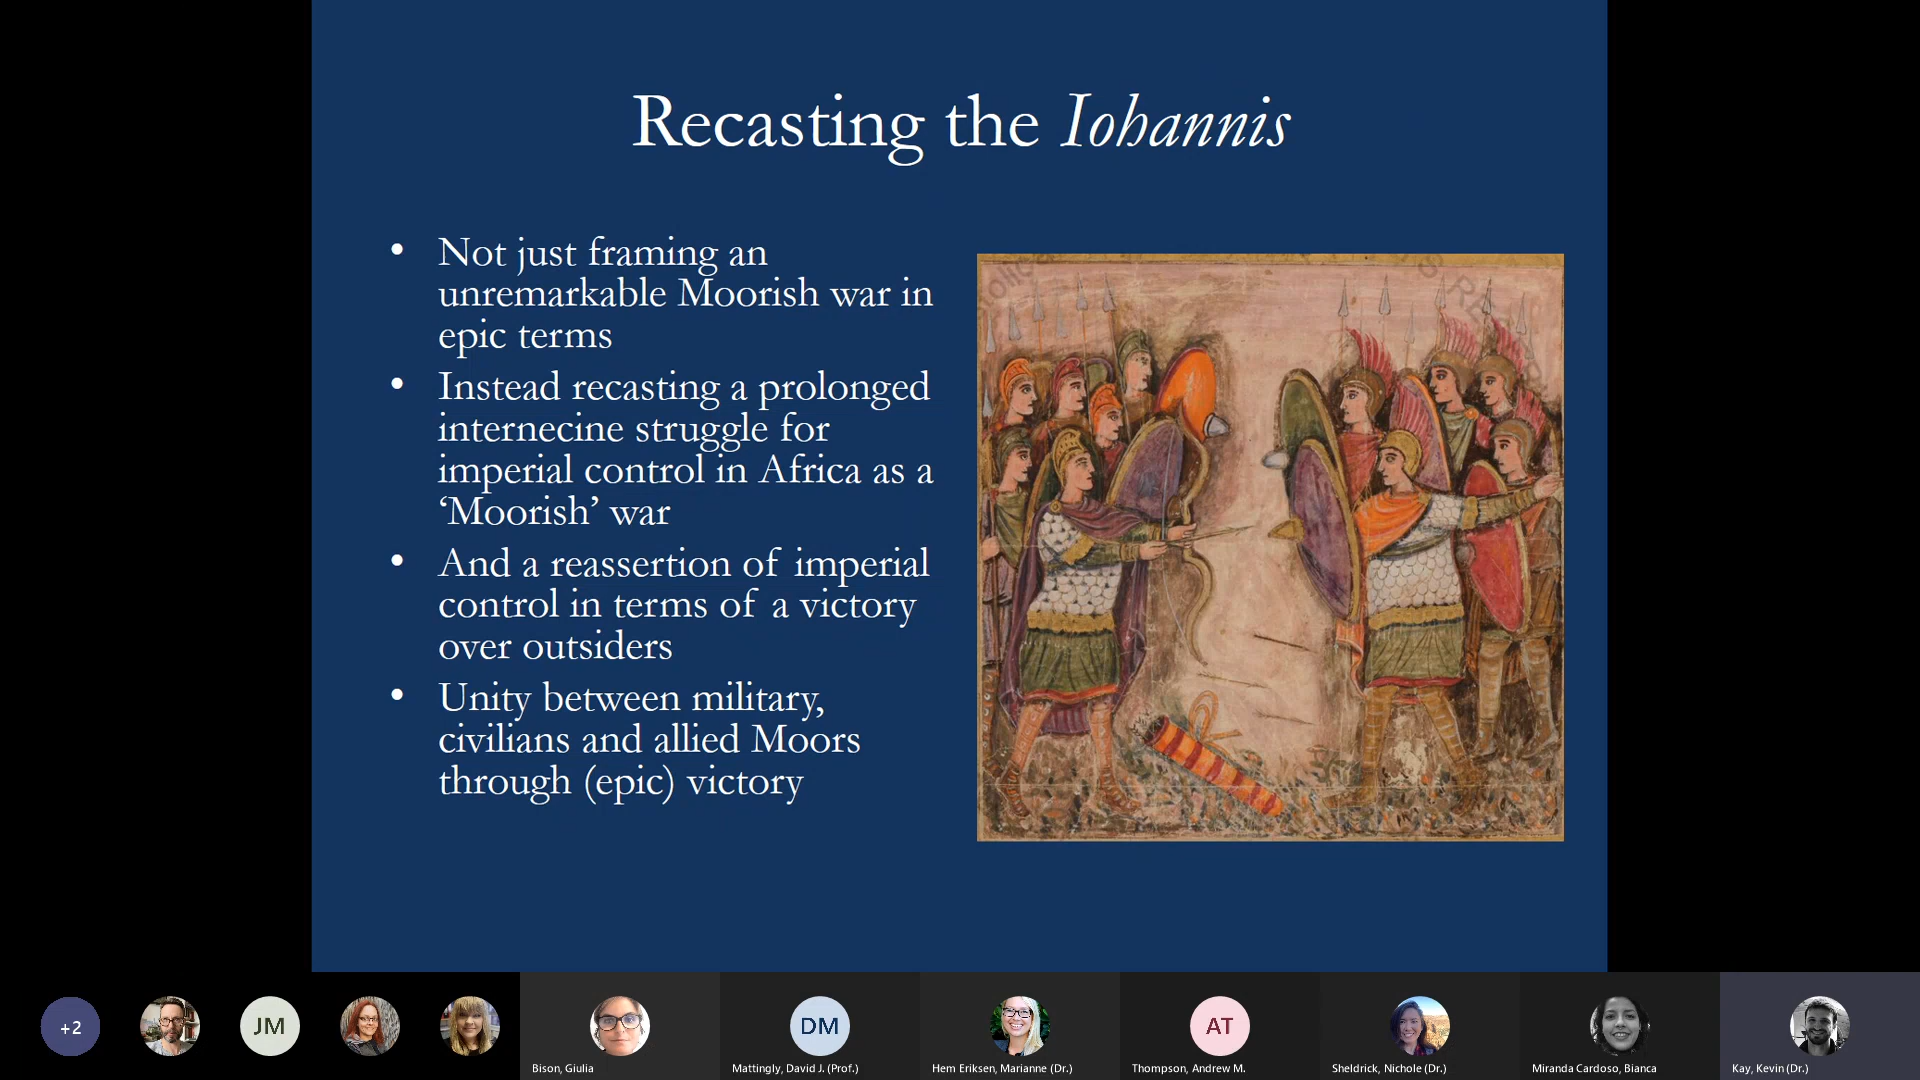 Recasting the Iohannis
• Not just framing an
unremarkable Moorish war in
epic terms
• Instead recasting a prolonged
internecine struggle for
imperial control in Africa as a
‘Moorish’ war
• And a reassertion of imperial
control in terms of a victory
over outsiders
• Unity between military,
civilians and allied Moors
through (epic) victory
+2
JM
DM
AT
Bison, Giulia
Mattingly, David J. (Prof.)
Hem Eriksen, Marianne (Dr.)
Thompson, Andrew M.
Sheldrick, Nichole (Dr.)
Miranda Cardoso, Bianca
Kay, Kevin (Dr.)